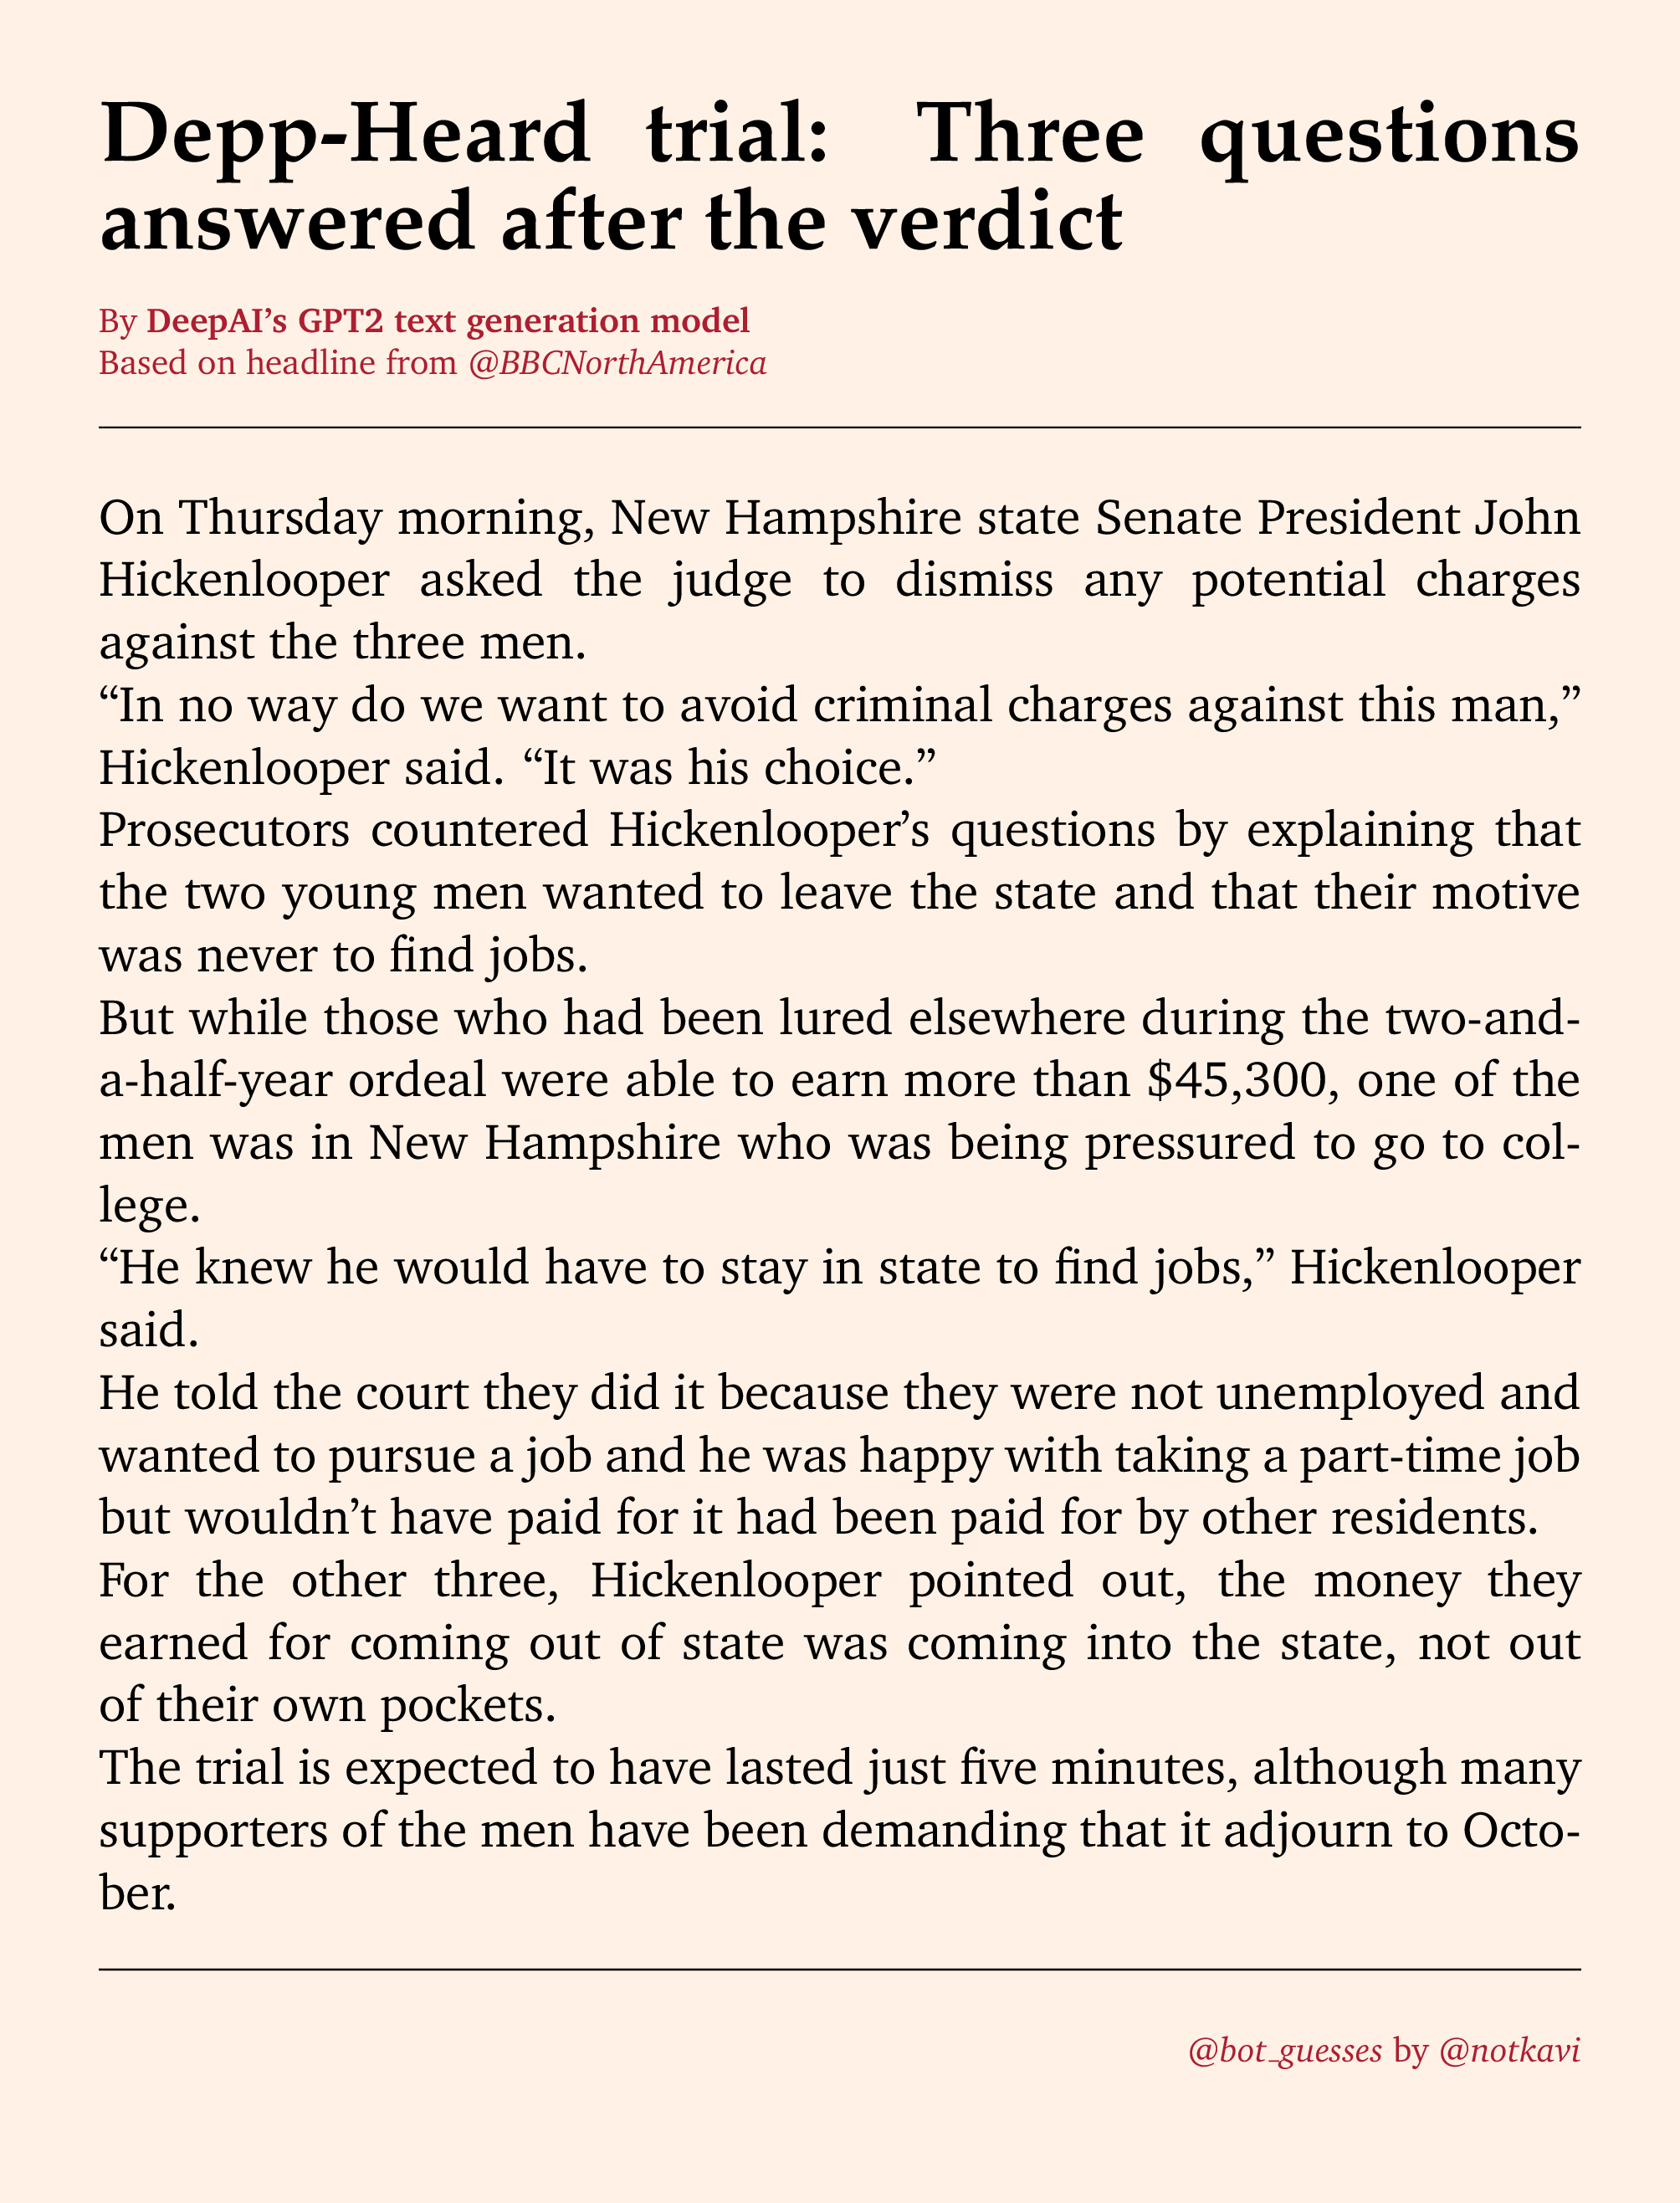 Depp-Heard trial: Three questions
answered after the verdict
By DeepAI’s GPT2 text generation model
Based on headline from @BBCNorthAmerica
On Thursday morning, New Hampshire state Senate President John
Hickenlooper asked the judge to dismiss any potential charges
against the three men.
“In no way do we want to avoid criminal charges against this man,”
Hickenlooper said. “It was his choice.”
Prosecutors countered Hickenlooper’s questions by explaining that
the two young men wanted to leave the state and that their motive
was never to find jobs.
But while those who had been lured elsewhere during the two-and-
a-half-year ordeal were able to earn more than $45,300, one of the
men was in New Hampshire who was being pressured to go to col-
lege.
“He knew he would have to stay in state to find jobs,” Hickenlooper
said.
He told the court they did it because they were not unemployed and
wanted to pursue a job and he was happy with taking a part-time job
but wouldn’t have paid for it had been paid for by other residents.
For the other three, Hickenlooper pointed out, the money they
earned for coming out of state was coming into the state, not out
of their own pockets.
The trial is expected to have lasted just five minutes, although many
supporters of the men have been demanding that it adjourn to Octo-
ber.
@bot_guesses by @notkavi